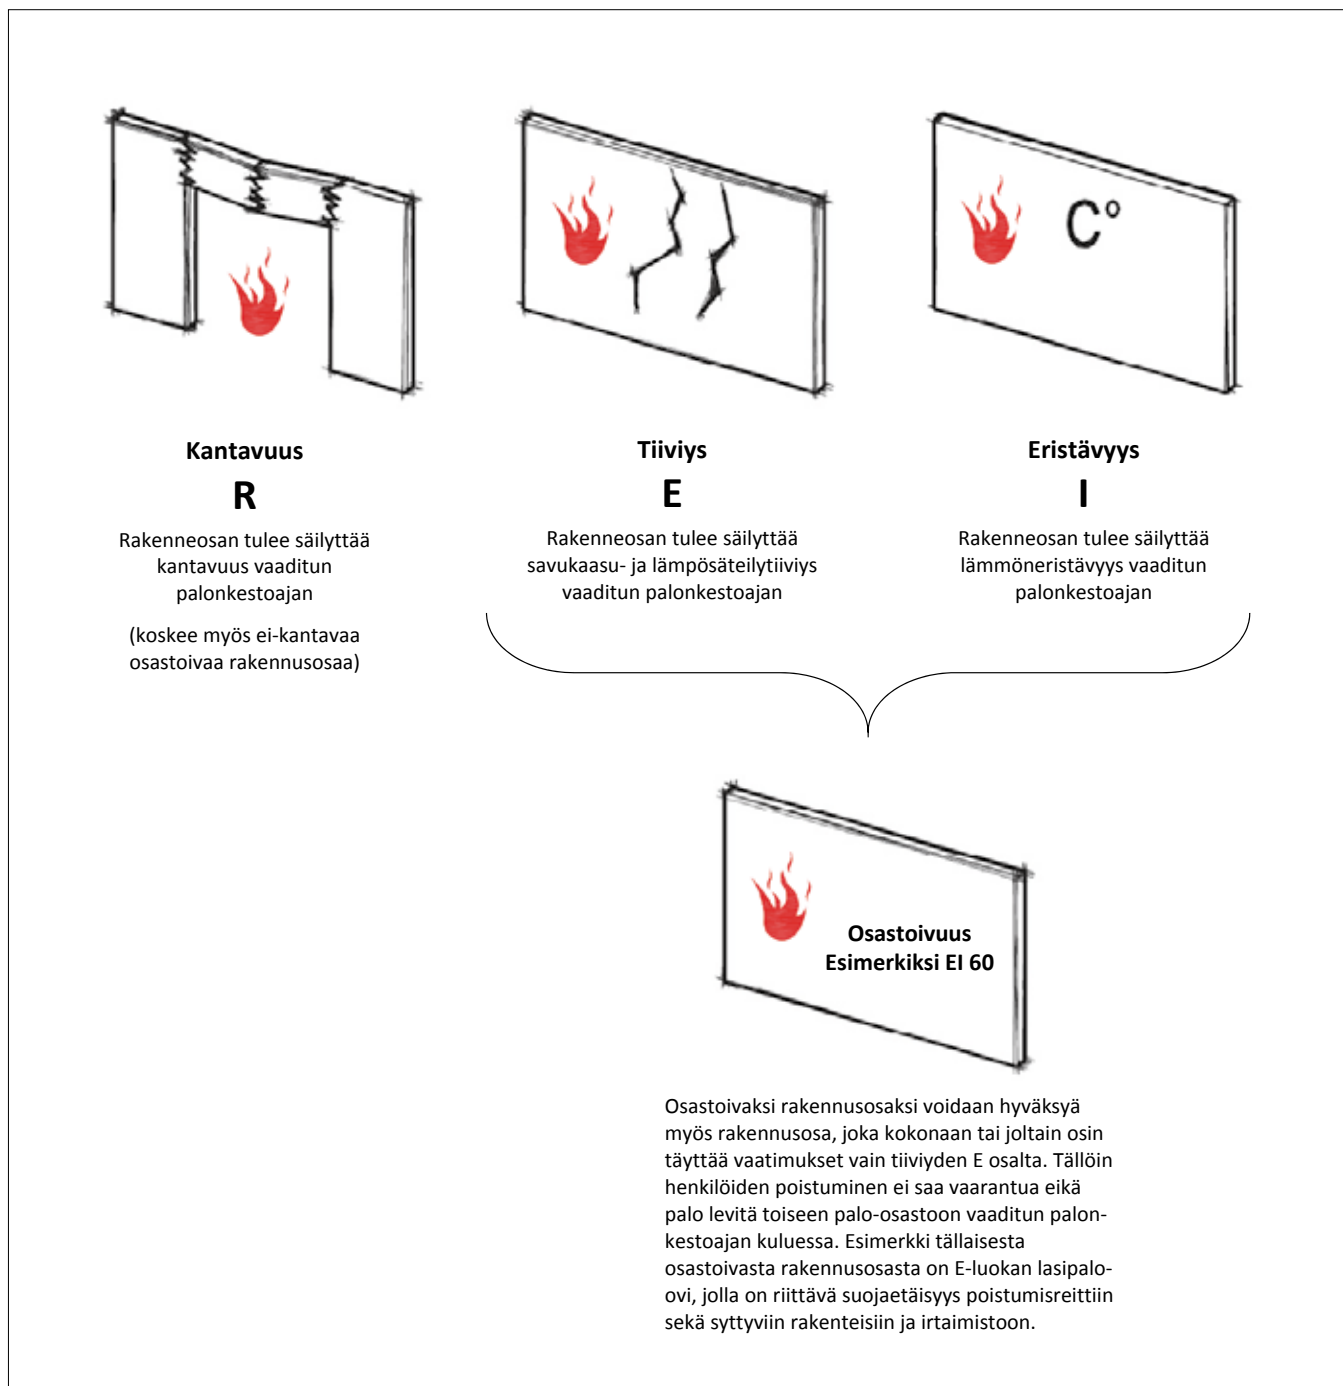 C°
Kantavuus
R
Rakenneosan tulee säilyttää
kantavuus vaaditun
palonkestoajan
(koskee myös ei-kantavaa
osastoivaa rakennusosaa)
Tiiviys
E
Rakenneosan tulee säilyttää
savukaasu- ja lämpösäteilytiiviys
vaaditun palonkestoajan
Eristävyys
I
Rakenneosan tulee säilyttää
lämmöneristävyys vaaditun
palonkestoajan
Osastoivuus
Esimerkiksi EI 60
Osastoivaksi rakennusosaksi voidaan hyväksyä
myös rakennusosa, joka kokonaan tai joltain osin
täyttää vaatimukset vain tiiviyden E osalta. Tällöin
henkilöiden poistuminen ei saa vaarantua eikä
palo levitä toiseen palo-osastoon vaaditun palon-
kestoajan kuluessa. Esimerkki tällaisesta
osastoivasta rakennusosasta on E-luokan lasipalo-
ovi, jolla on riittävä suojaetäisyys poistumisreittiin
sekä syttyviin rakenteisiin ja irtaimistoon.